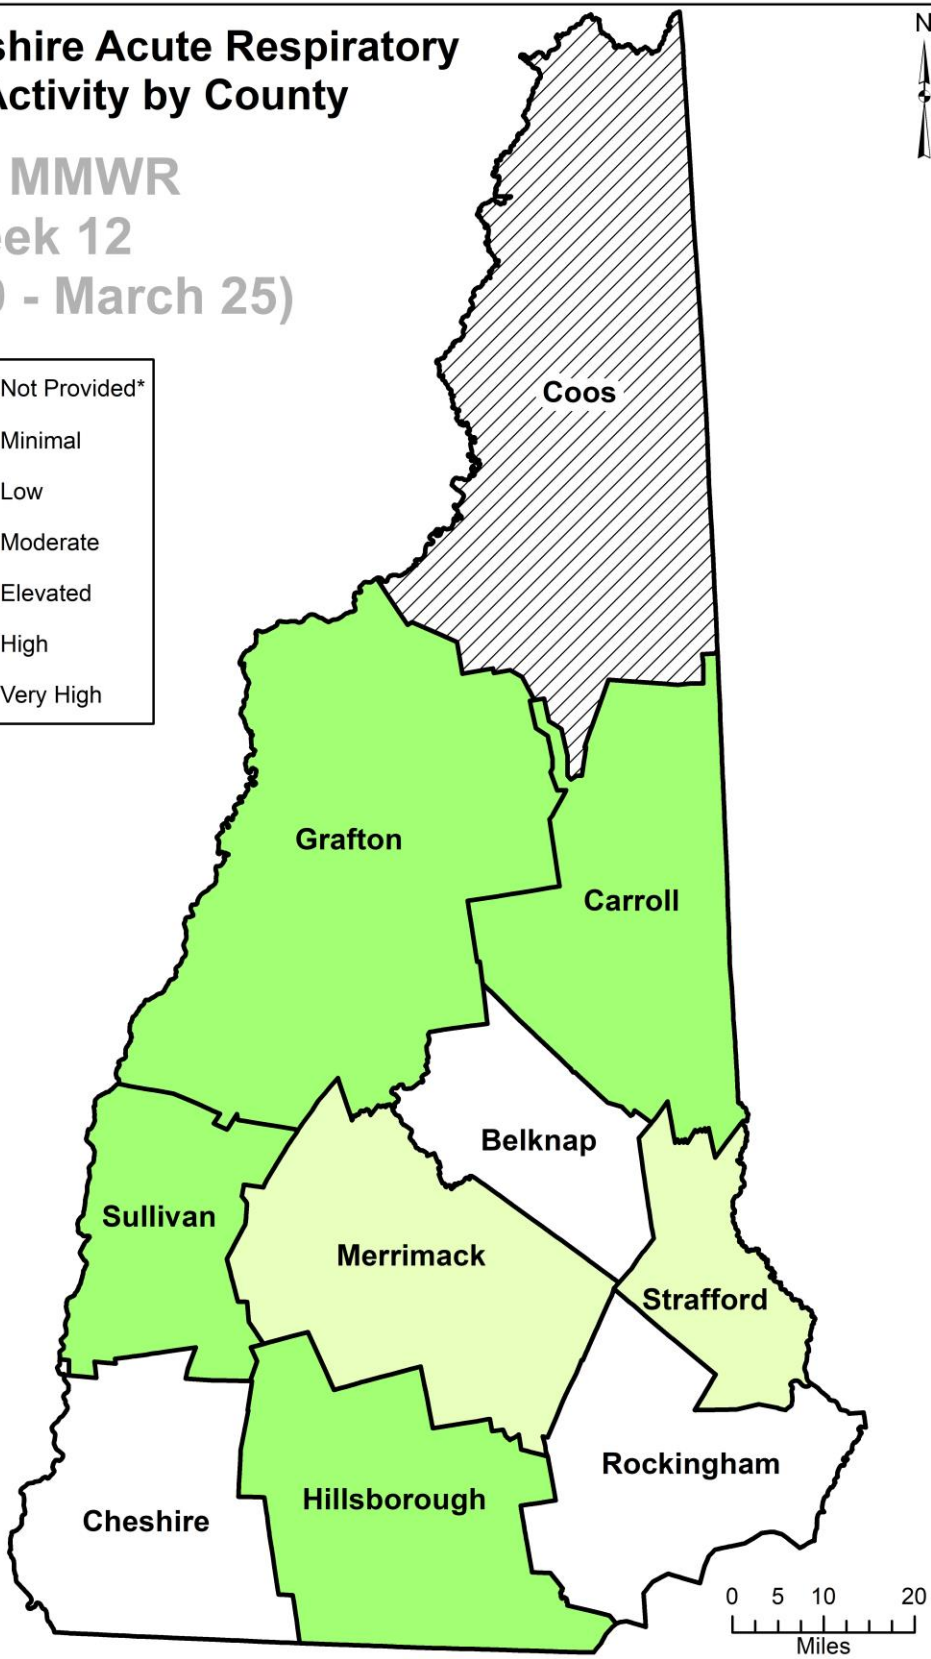 shire Acute Respiratory
Activity by County
MMWR
ek 12
- March 25)
N
Not Provided*
Minimal
Low
Moderate
Elevated
High
Very High
Coos
Grafton
Carroll
Belknap
Sullivan
Merrimack
Strafford
Rockingham
Hillsborough
Cheshire
0 5 10 20
Miles